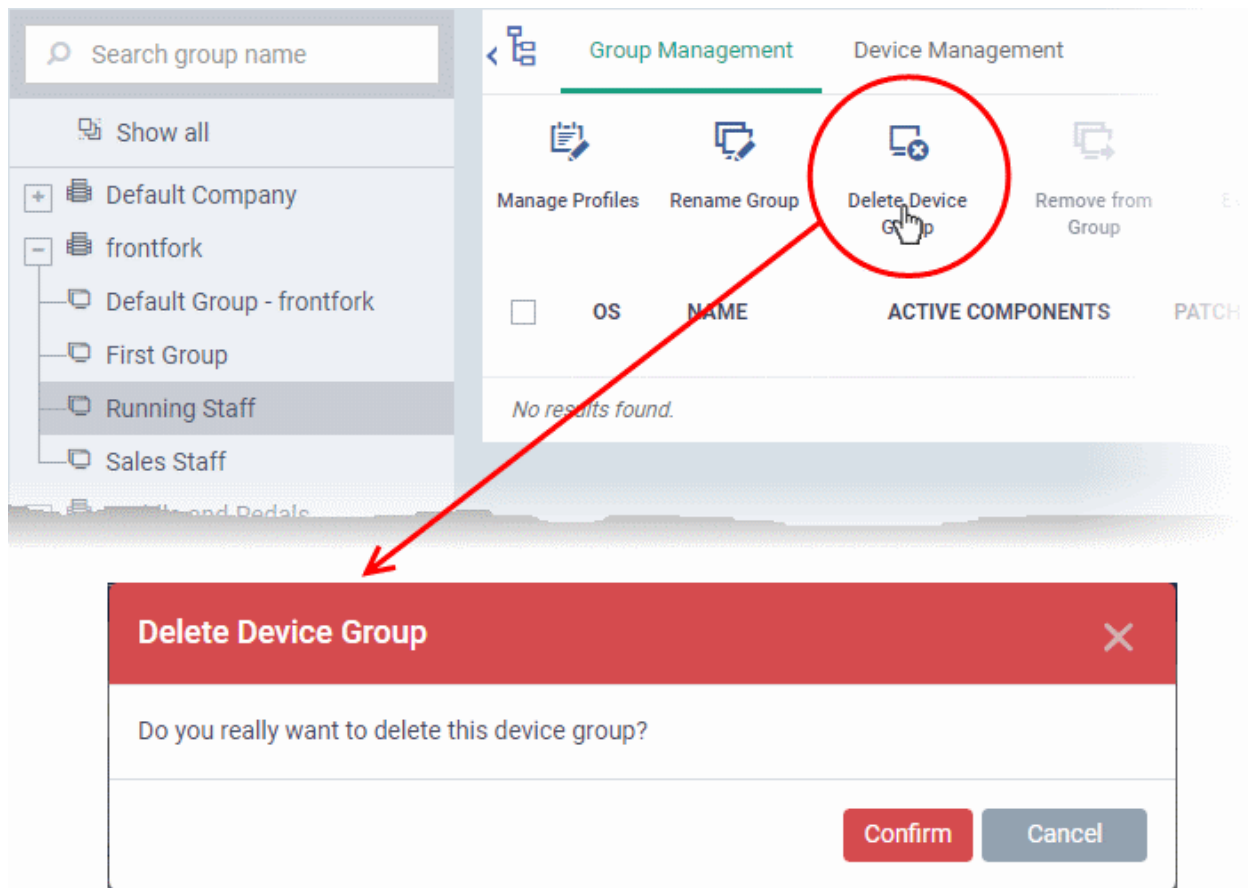 Search group name
Group Management
Device Management
Show all
Manage Profiles
Rename Group
Delete Device
Remove from
Group
Default Company
frontfork
Default Group - frontfork
First Group
Running Staff
Sales Staff
and Pedals
OS
NAME
ACTIVE COMPONENTS
PATCH
No results found.
Delete Device Group
Do you really want to delete this device group?
Confirm
Cancel